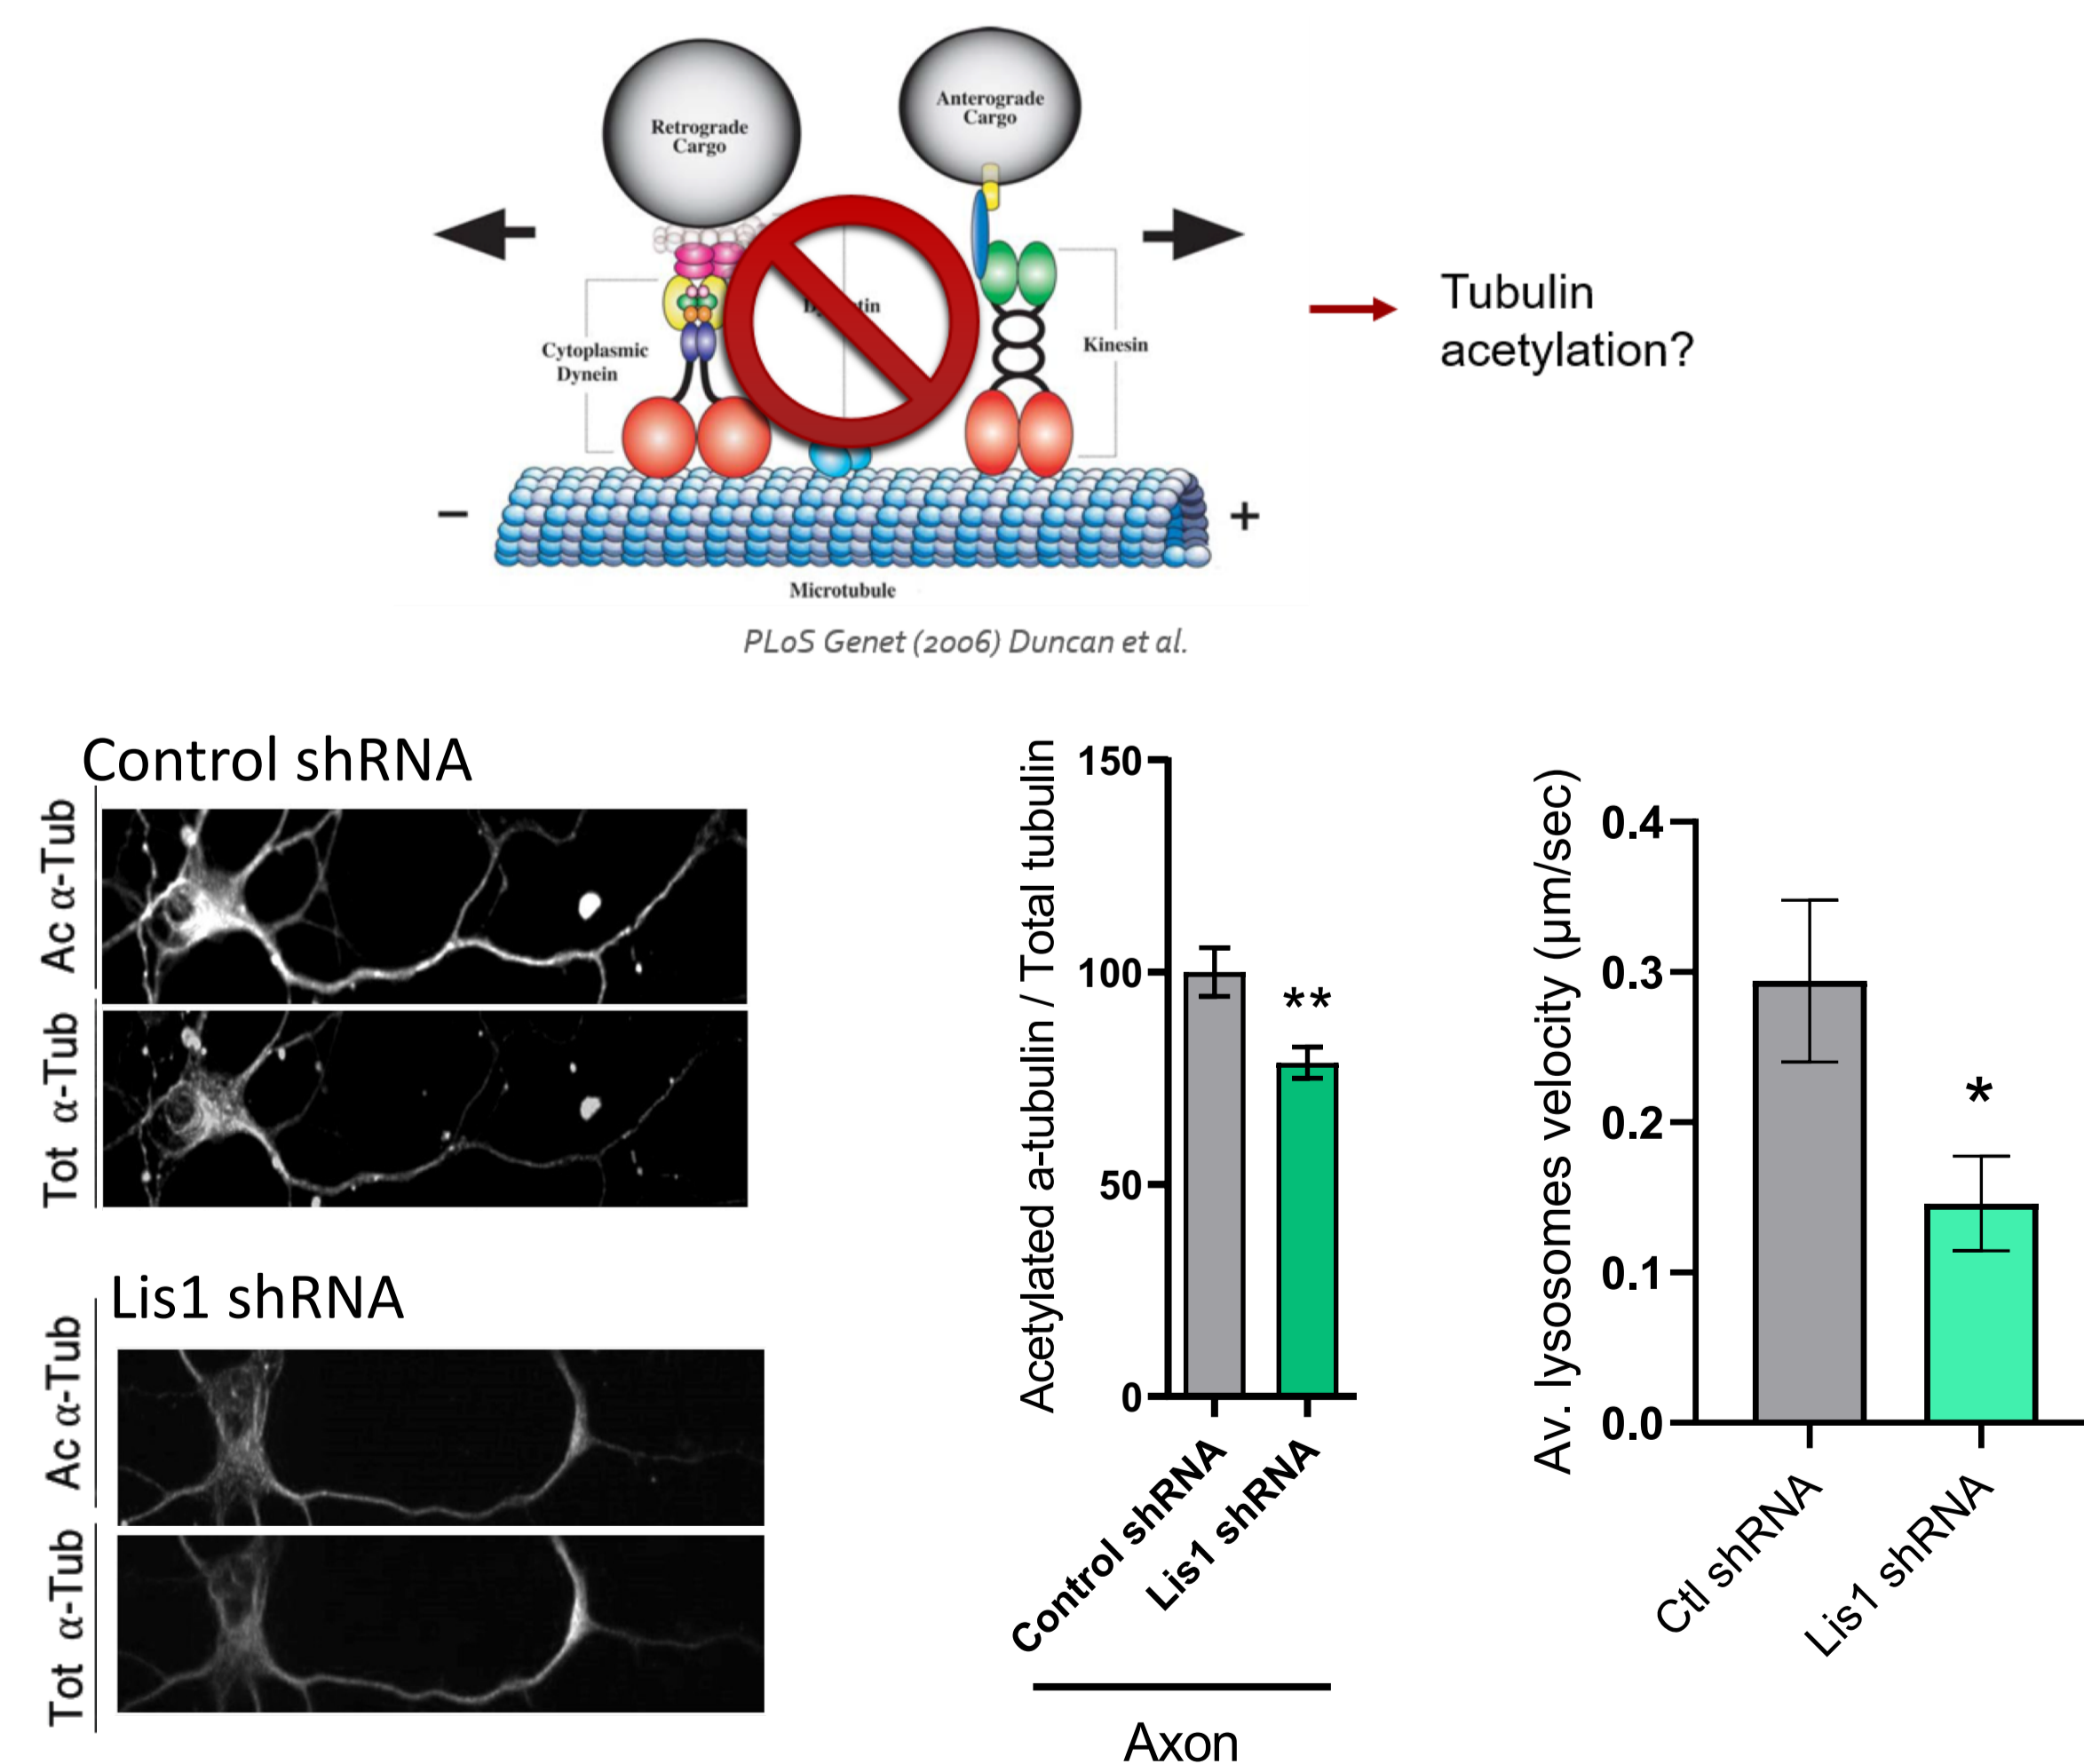 Retrograde
Cargo
Anterograde
Cargo
Cytoplasmic
Dynein
Kinesin
Tubulin
acetylation?
−
+
Microtubule
PLoS Genet (2006) Duncan et al.
Control shRNA
Ac α-Tub
Tot α-Tub
Lis1 shRNA
Ac α-Tub
Tot α-Tub
Acetylated a-tubulin / Total tubulin
150
100
50
0
**
Control shRNA
Lis1 shRNA
Axon
Av. lysosomes velocity (µm/sec)
0.4
0.3
0.2
0.1
0.0
*
Ctl shRNA
Lis1 shRNA